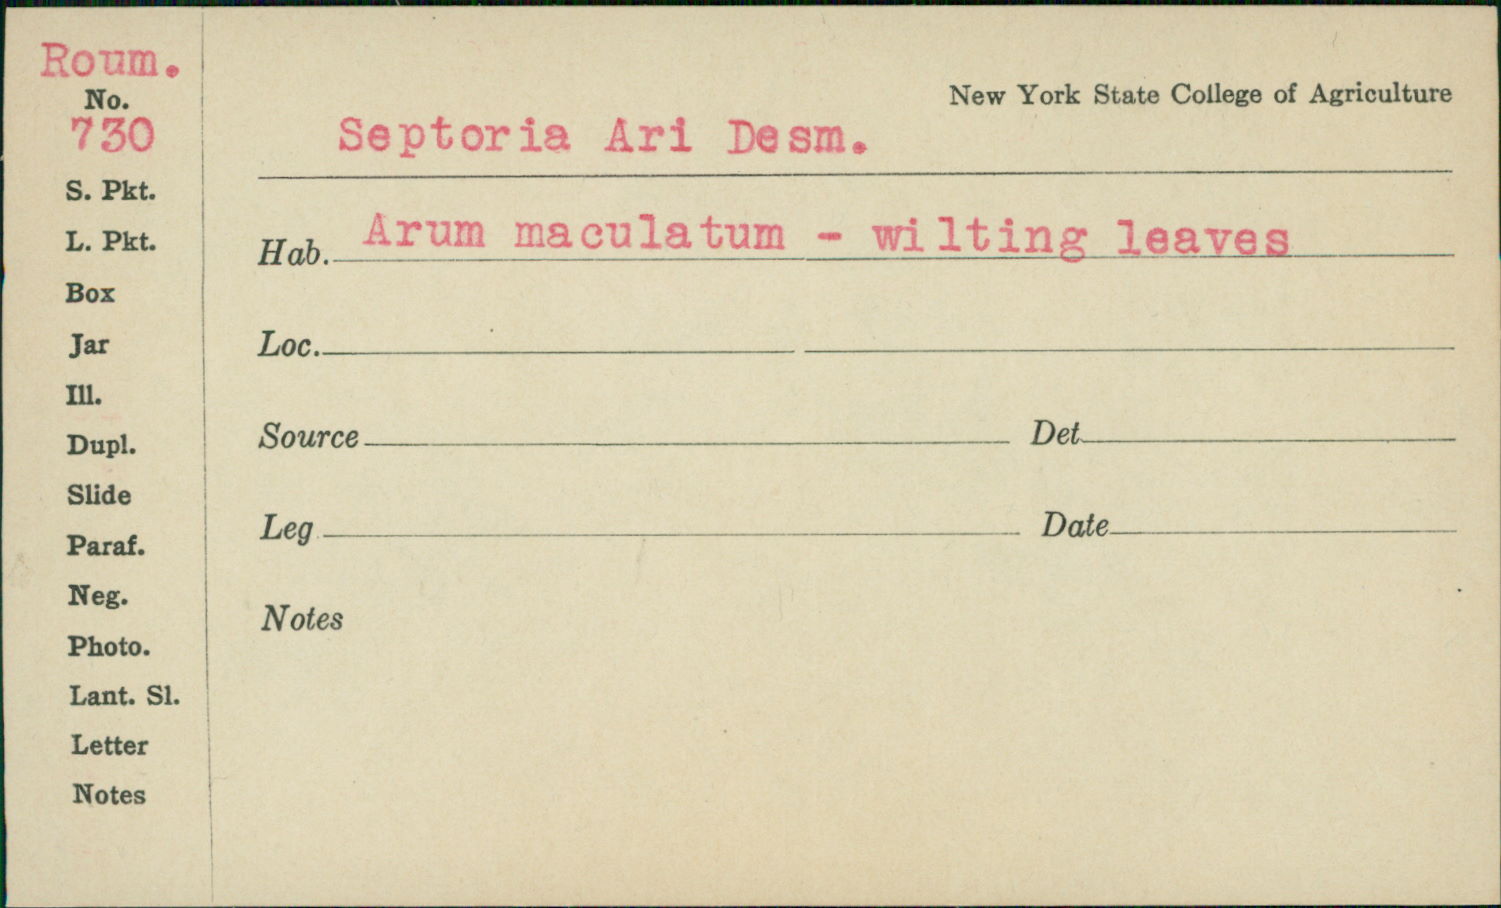 Roum.
No.
730
S. Pkt.
L. Pkt.
Box
Jar
Ill.
Dupl.
Slide
Paraf.
Neg.
Photo.
Lant. Sl.
Letter
Notes
New York State College of Agriculture
Septoria Ari Desm.
Hab. Arum maculatum - wilting leaves
Loc.
Source Det
Leg Date
Notes